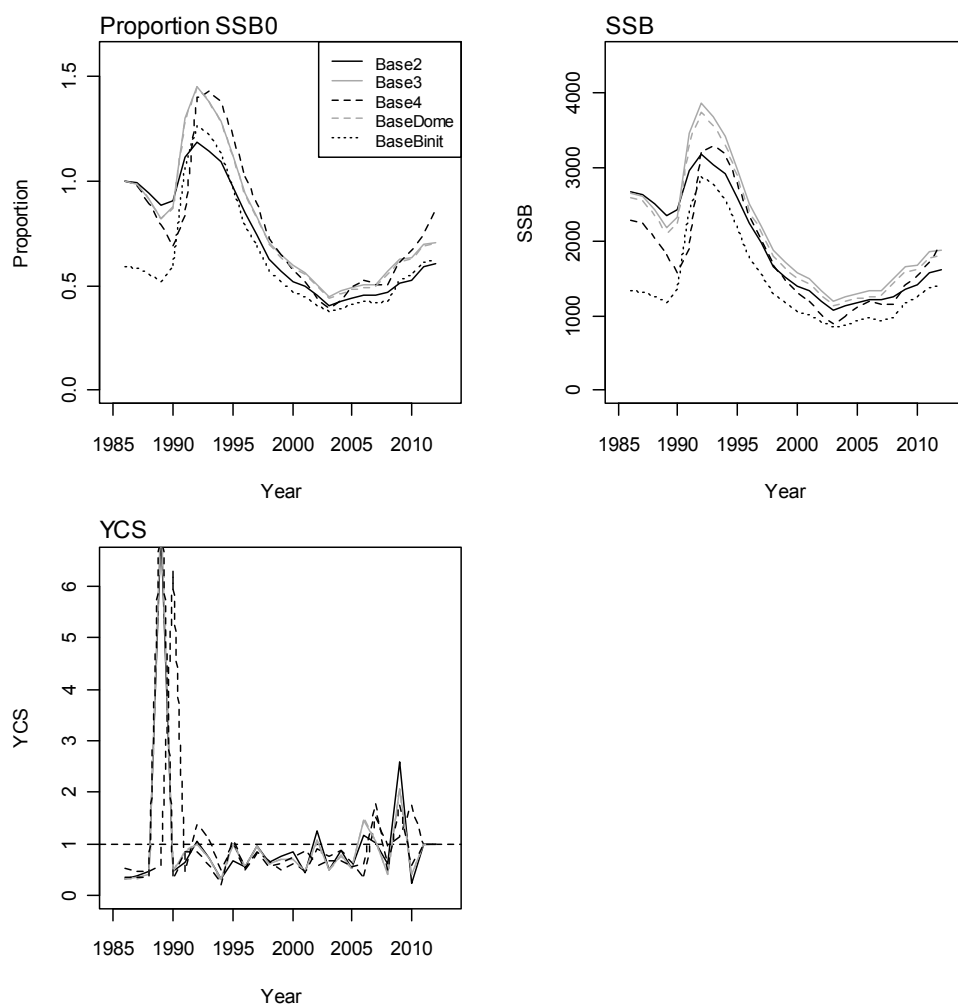 Proportion SSB0
Proportion
1.5
1.0
0.5
0.0
Base2
Base3
Base4
BaseDome
BaseBinit
1985 1990 1995 2000 2005 2010
Year
SSB
SSB
4000
3000
2000
1000
0
1985 1990 1995 2000 2005 2010
Year
YCS
YCS
6
5
4
3
2
1
0
1985 1990 1995 2000 2005 2010
Year